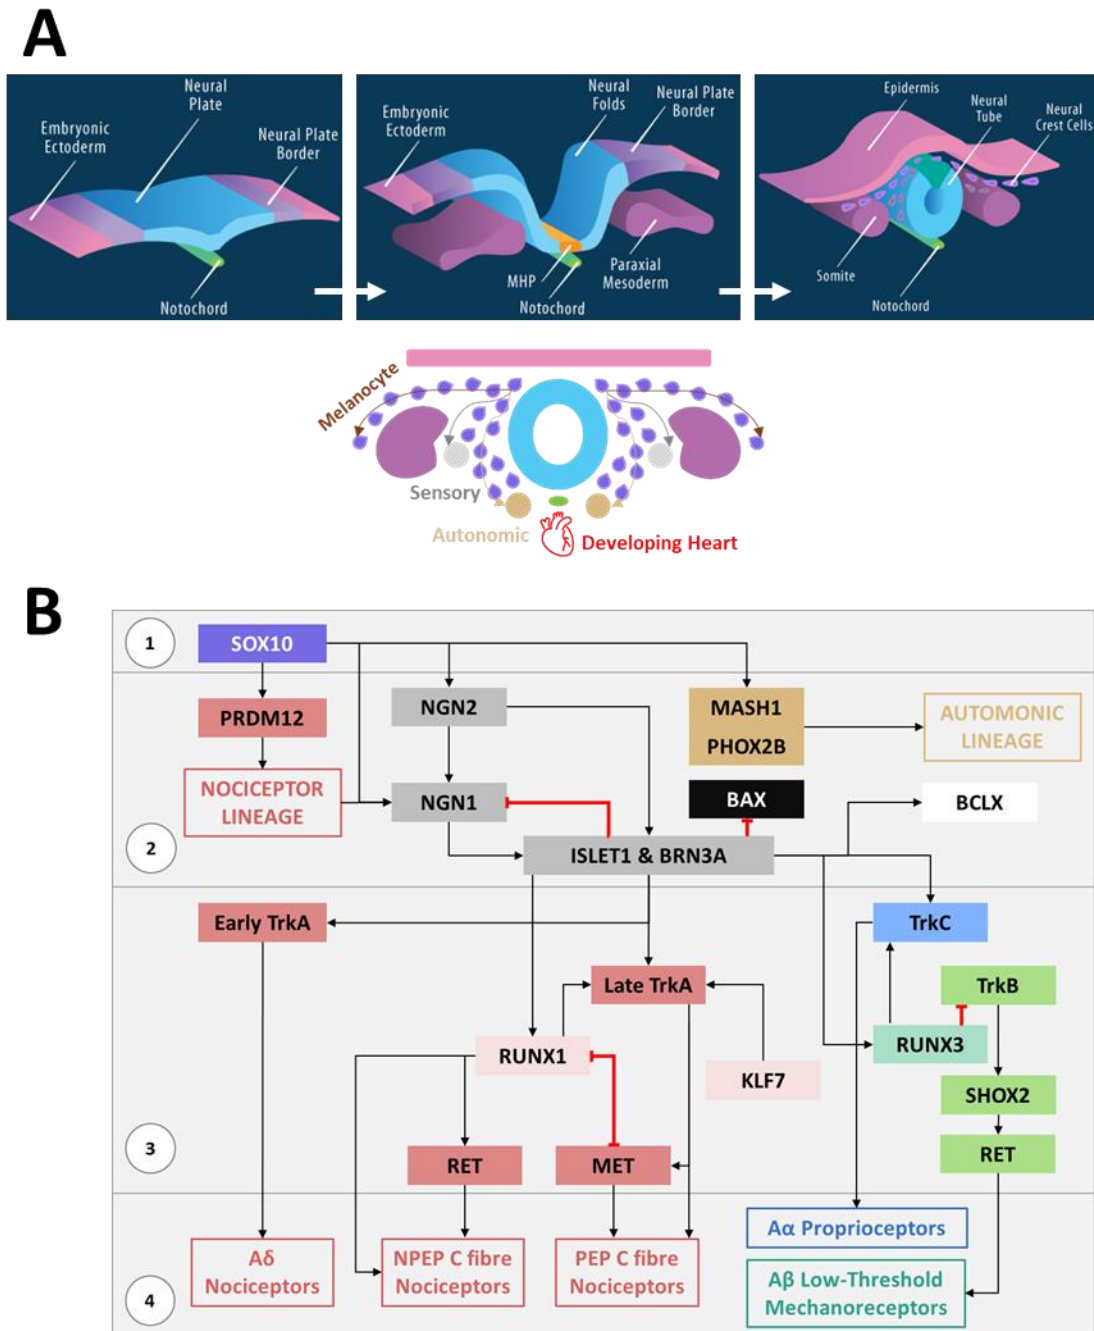 A
Neural
Plate
Embryonic
Ectoderm
Neural Plate
Border
Notochord
Neural
Folds
Neural Plate
Border
Embryonic
Ectoderm
MHP
Paraxial
Mesoderm
Notochord
Epidermis
Neural
Tube
Neural
Crest Cells
Somite
Notochord
Melanocyte
Sensory
Autonomic
Developing Heart
B
1
SOX10
2
PRDM12
NGN2
MASH1
PHOX2B
AUTOMONIC
LINEAGE
NOCICEPTOR
LINEAGE
NGN1
BAX
BCLX
ISLET1 & BRN3A
3
Early TrkA
TrkC
Late TrkA
TrkB
RUNX1
RUNX3
KLF7
SHOX2
RET
MET
RET
4
Aδ
Nociceptors
NPEP C fibre
Nociceptors
PEP C fibre
Nociceptors
Aα Proprioceptors
Aβ Low-Threshold
Mechanoreceptors